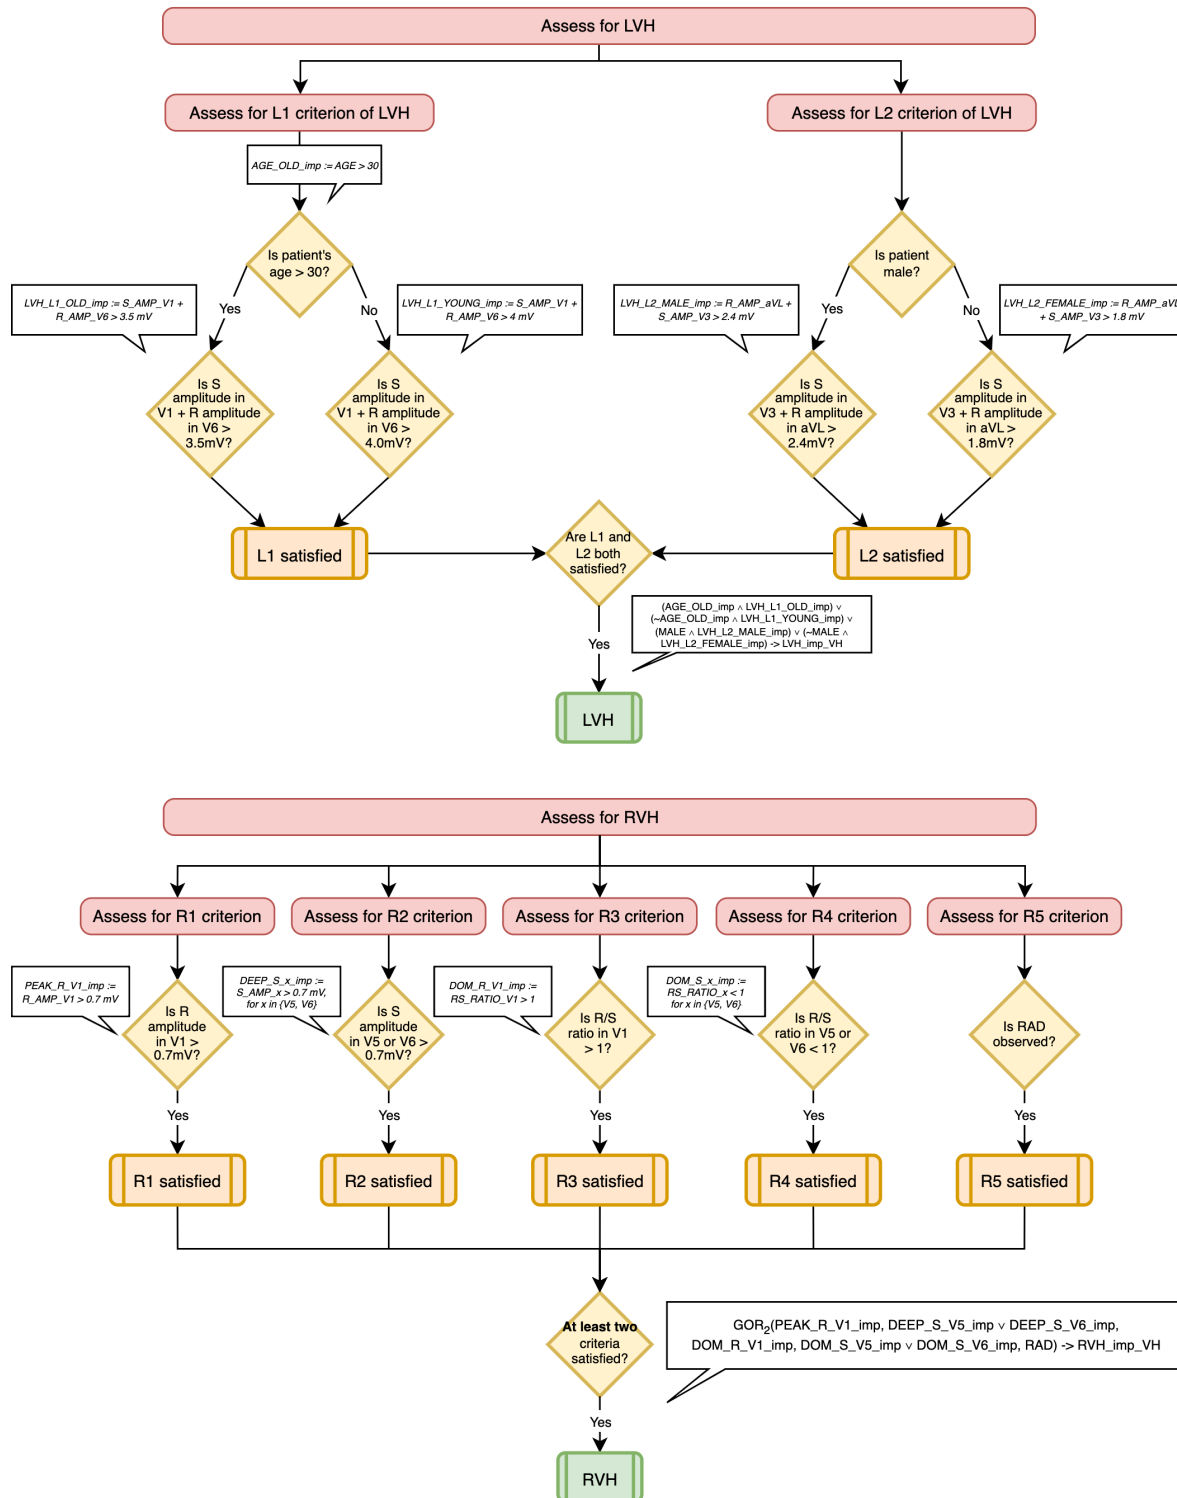 Assess for LVH
Assess for L1 criterion of LVH
Assess for L2 criterion of LVH
AGE_OLD_imp := AGE > 30
Is patient's
age > 30?
Is patient
male?
LVH_L1_OLD_imp := S_AMP_V1 +
R_AMP_V6 > 3.5 mV
Yes
No
LVH_L1_YOUNG_imp := S_AMP_V1 +
R_AMP_V6 > 4 mV
LVH_L2_MALE_imp := R_AMP_aVL +
S_AMP_V3 > 2.4 mV
Yes
No
LVH_L2_FEMALE_imp := R_AMP_aVL
+ S_AMP_V3 > 1.8 mV
Is S
amplitude in
V1 + R amplitude
in V6 >
3.5mV?
Is S
amplitude in
V1 + R amplitude
in V6 >
4.0mV?
Is S
amplitude in
V3 + R amplitude
in aVL >
2.4mV?
Is S
amplitude in
V3 + R amplitude
in aVL >
1.8mV?
L1 satisfied
Are L1 and
L2 both
satisfied?
L2 satisfied
Yes
(AGE_OLD_imp ∧ LVH_L1_OLD_imp) ∨
(~AGE_OLD_imp ∧ LVH_L1_YOUNG_imp) ∨
(MALE ∧ LVH_L2_MALE_imp) ∨ (~MALE ∧
LVH_L2_FEMALE_imp) -> LVH_imp_VH
LVH
Assess for RVH
Assess for R1 criterion
Assess for R2 criterion
Assess for R3 criterion
Assess for R4 criterion
Assess for R5 criterion
PEAK_R_V1_imp :=
R_AMP_V1 > 0.7 mV
DEEP_S_x_imp :=
S_AMP_x > 0.7 mV,
for x in {V5, V6}
DOM_R_V1_imp :=
RS_RATIO_V1 > 1
DOM_S_x_imp :=
RS_RATIO_x < 1
for x in {V5, V6}
Is R
amplitude
in V1 >
0.7mV?
Is S
amplitude
in V5 or V6 >
0.7mV?
Is R/S
ratio in V1
> 1?
Is R/S
ratio in V5 or
V6 < 1?
Is RAD
observed?
Yes
Yes
Yes
Yes
Yes
R1 satisfied
R2 satisfied
R3 satisfied
R4 satisfied
R5 satisfied
At least two
criteria
satisfied?
GOR₂(PEAK_R_V1_imp, DEEP_S_V5_imp ∨ DEEP_S_V6_imp,
DOM_R_V1_imp, DOM_S_V5_imp ∨ DOM_S_V6_imp, RAD) -> RVH_imp_VH
Yes
RVH